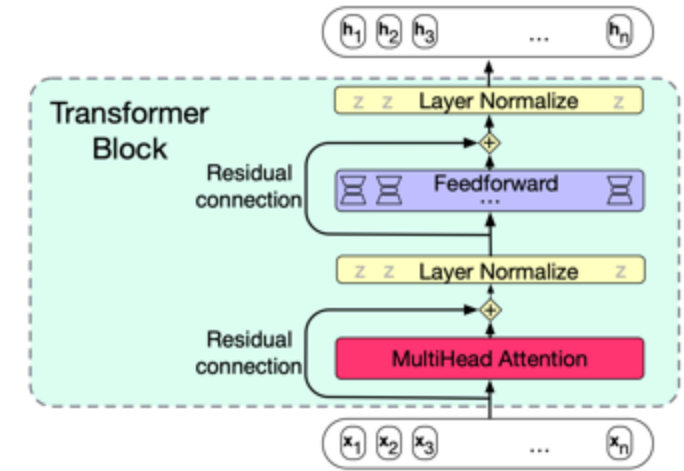 h1 h2 h3 ... hn
Transformer
Block
z z Layer Normalize z
+
Residual
connection
Feedforward
...
z z Layer Normalize z
+
Residual
connection
MultiHead Attention
x1 x2 x3 ... xn